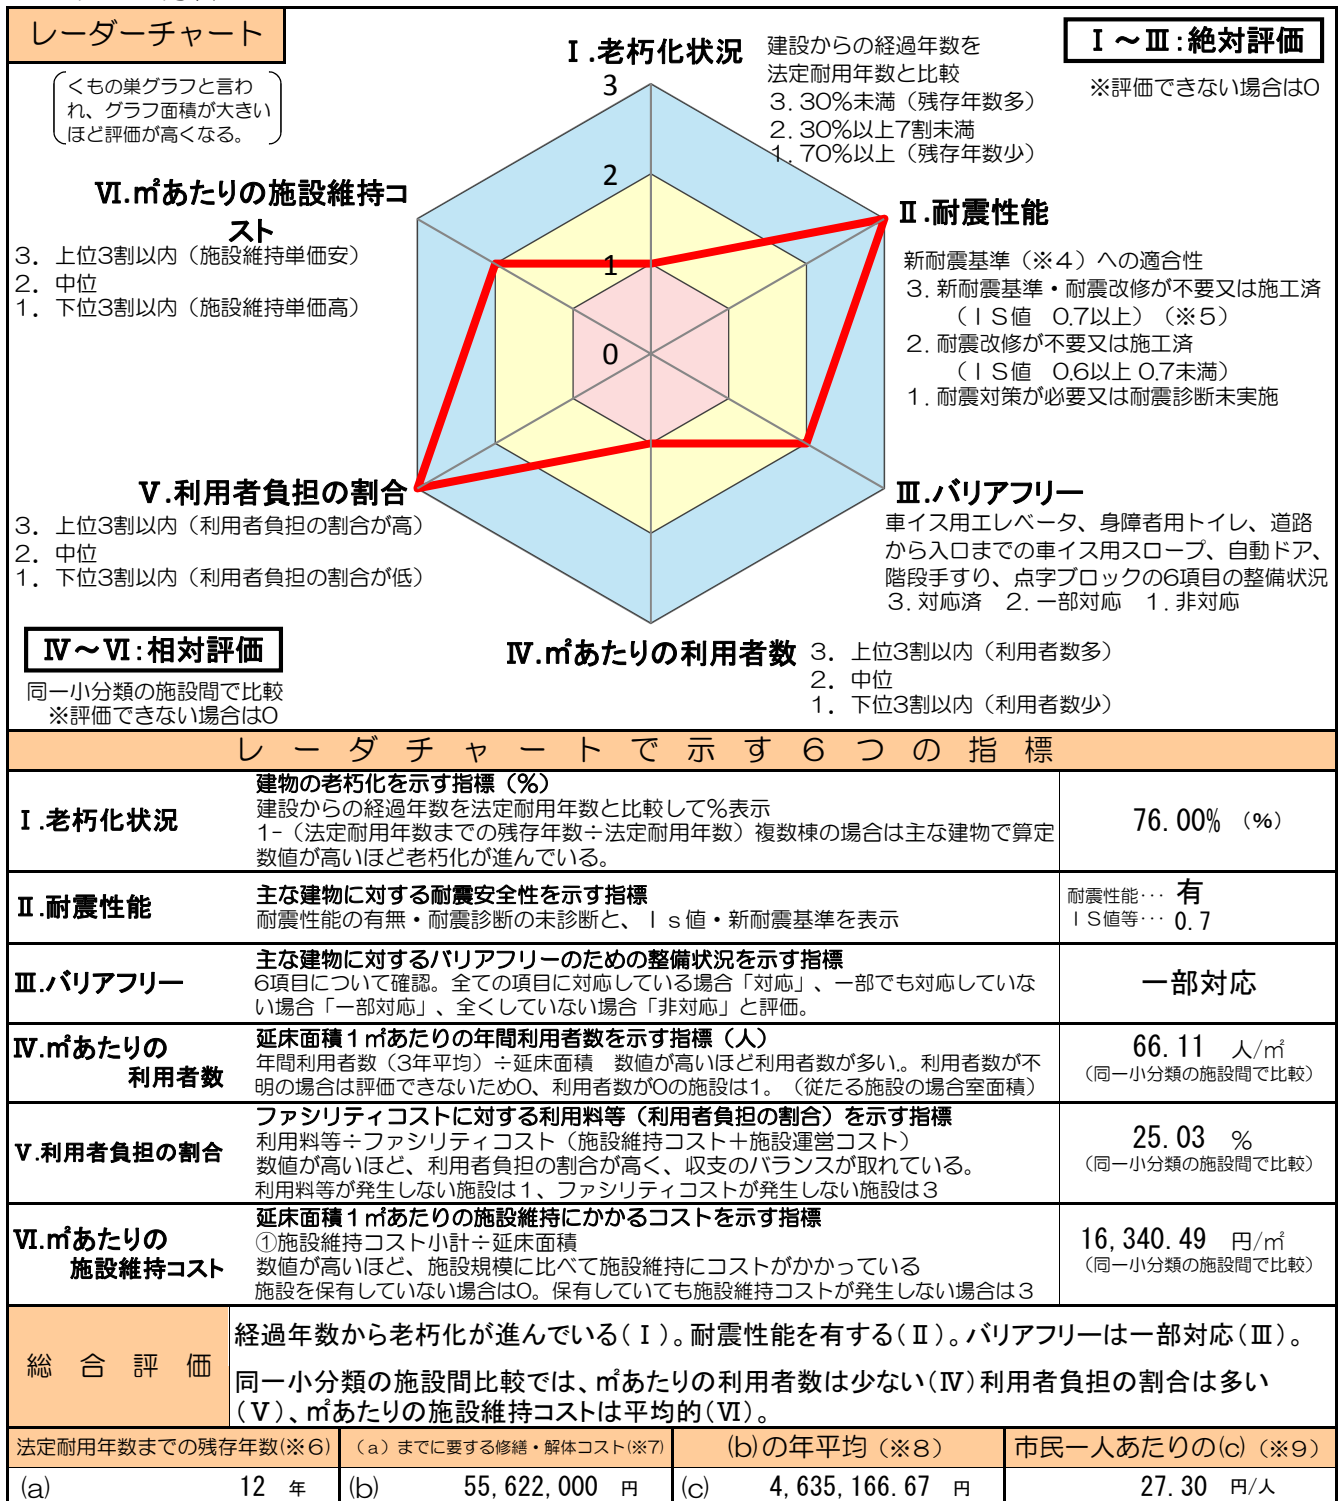 レーダーチャート
くもの巣グラフと言わ
れ、グラフ面積が大きい
ほど評価が高くなる。
Ⅰ.老朽化状況
建設からの経過年数を
法定耐用年数と比較
3.30%未満（残存年数多）
2.30%以上7割未満
1.70%以上（残存年数少）
Ⅰ～Ⅲ:絶対評価
※評価できない場合は0
3
2
1
0
Ⅵ.㎡あたりの施設維持コ
スト
3．上位3割以内（施設維持単価安）
2．中位
1．下位3割以内（施設維持単価高）
Ⅱ.耐震性能
新耐震基準（※4）への適合性
3.新耐震基準・耐震改修が不要又は施工済
（ＩＳ値　0.7以上）（※5）
2.耐震改修が不要又は施工済
（ＩＳ値　0.6以上 0.7未満）
1.耐震対策が必要又は耐震診断未実施
Ⅴ.利用者負担の割合
3．上位3割以内（利用者負担の割合が高）
2．中位
1．下位3割以内（利用者負担の割合が低）
Ⅲ.バリアフリー
車イス用エレベータ、身障者用トイレ、道路
から入口までの車イス用スロープ、自動ドア、
階段手すり、点字ブロックの6項目の整備状況
3.対応済　2.一部対応　1.非対応
Ⅳ～Ⅵ:相対評価
同一小分類の施設間で比較
※評価できない場合は0
Ⅳ.㎡あたりの利用者数
3．上位3割以内（利用者数多）
2．中位
1．下位3割以内（利用者数少）
レーダチャートで示す６つの指標
Ⅰ.老朽化状況
建物の老朽化を示す指標（％）
建設からの経過年数を法定耐用年数と比較して％表示
1-（法定耐用年数までの残存年数÷法定耐用年数）複数棟の場合は主な建物で算定
数値が高いほど老朽化が進んでいる。
76.00%　（％）
Ⅱ.耐震性能
主な建物に対する耐震安全性を示す指標
耐震性能の有無・耐震診断の未診断と、Ｉｓ値・新耐震基準を表示
耐震性能･･･ 有
ＩＳ値等･･･ 0.7
Ⅲ.バリアフリー
主な建物に対するバリアフリーのための整備状況を示す指標
6項目について確認。全ての項目に対応している場合「対応」、一部でも対応していな
い場合「一部対応」、全くしていない場合「非対応」と評価。
一部対応
Ⅳ.㎡あたりの
利用者数
延床面積１㎡あたりの年間利用者数を示す指標（人）
年間利用者数（3年平均）÷延床面積　数値が高いほど利用者数が多い。利用者数が不
明の場合は評価できないため0、利用者数が0の施設は1。（従たる施設の場合室面積）
66.11　人/㎡
（同一小分類の施設間で比較）
Ⅴ.利用者負担の割合
ファシリティコストに対する利用料等（利用者負担の割合）を示す指標
利用料等÷ファシリティコスト（施設維持コスト＋施設運営コスト）
数値が高いほど、利用者負担の割合が高く、収支のバランスが取れている。
利用料等が発生しない施設は１、ファシリティコストが発生しない施設は３
25.03　％
（同一小分類の施設間で比較）
Ⅵ.㎡あたりの
施設維持コスト
延床面積１㎡あたりの施設維持にかかるコストを示す指標
①施設維持コスト小計÷延床面積
数値が高いほど、施設規模に比べて施設維持にコストがかかっている
施設を保有していない場合は0。保有していても施設維持コストが発生しない場合は３
16,340.49　円/㎡
（同一小分類の施設間で比較）
総合評価
経過年数から老朽化が進んでいる(Ⅰ)。耐震性能を有する(Ⅱ)。バリアフリーは一部対応(Ⅲ)。
同一小分類の施設間比較では、㎡あたりの利用者数は少ない(Ⅳ)利用者負担の割合は多い
(Ⅴ)、㎡あたりの施設維持コストは平均的(Ⅵ)。
法定耐用年数までの残存年数(※6)
（a）までに要する修繕・解体コスト(※7)
(b)の年平均（※8）
市民一人あたりの(c)（※9）
(a)　12　年
(b)　55,622,000　円
(c)　4,635,166.67　円
27.30　円/人